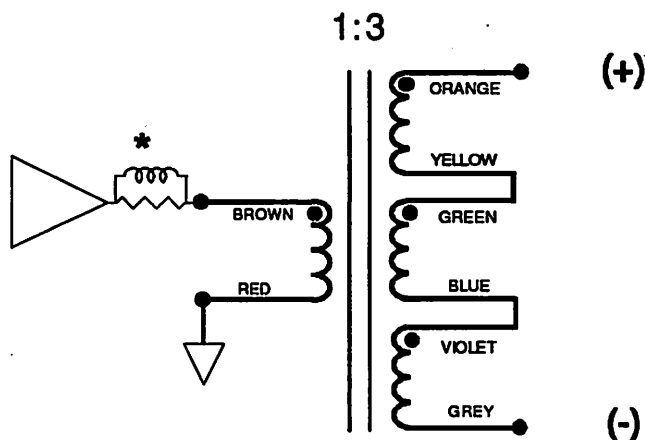 1:3
(+)
ORANGE
*
YELLOW
BROWN
GREEN
RED
BLUE
VIOLET
GREY
(-)